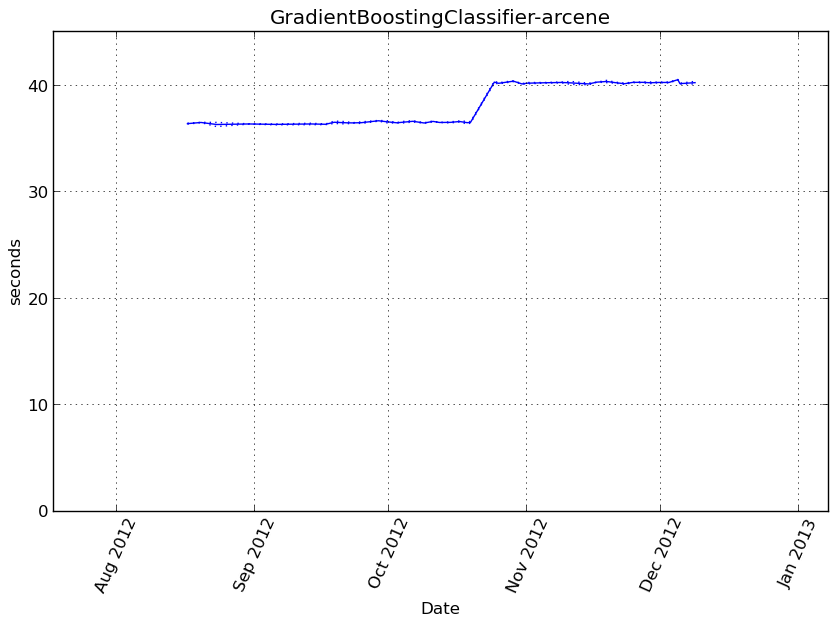 GradientBoostingClassifier-arcene
40
30
20
10
0
seconds
Aug 2012
Sep 2012
Oct 2012
Nov 2012
Dec 2012
Jan 2013
Date